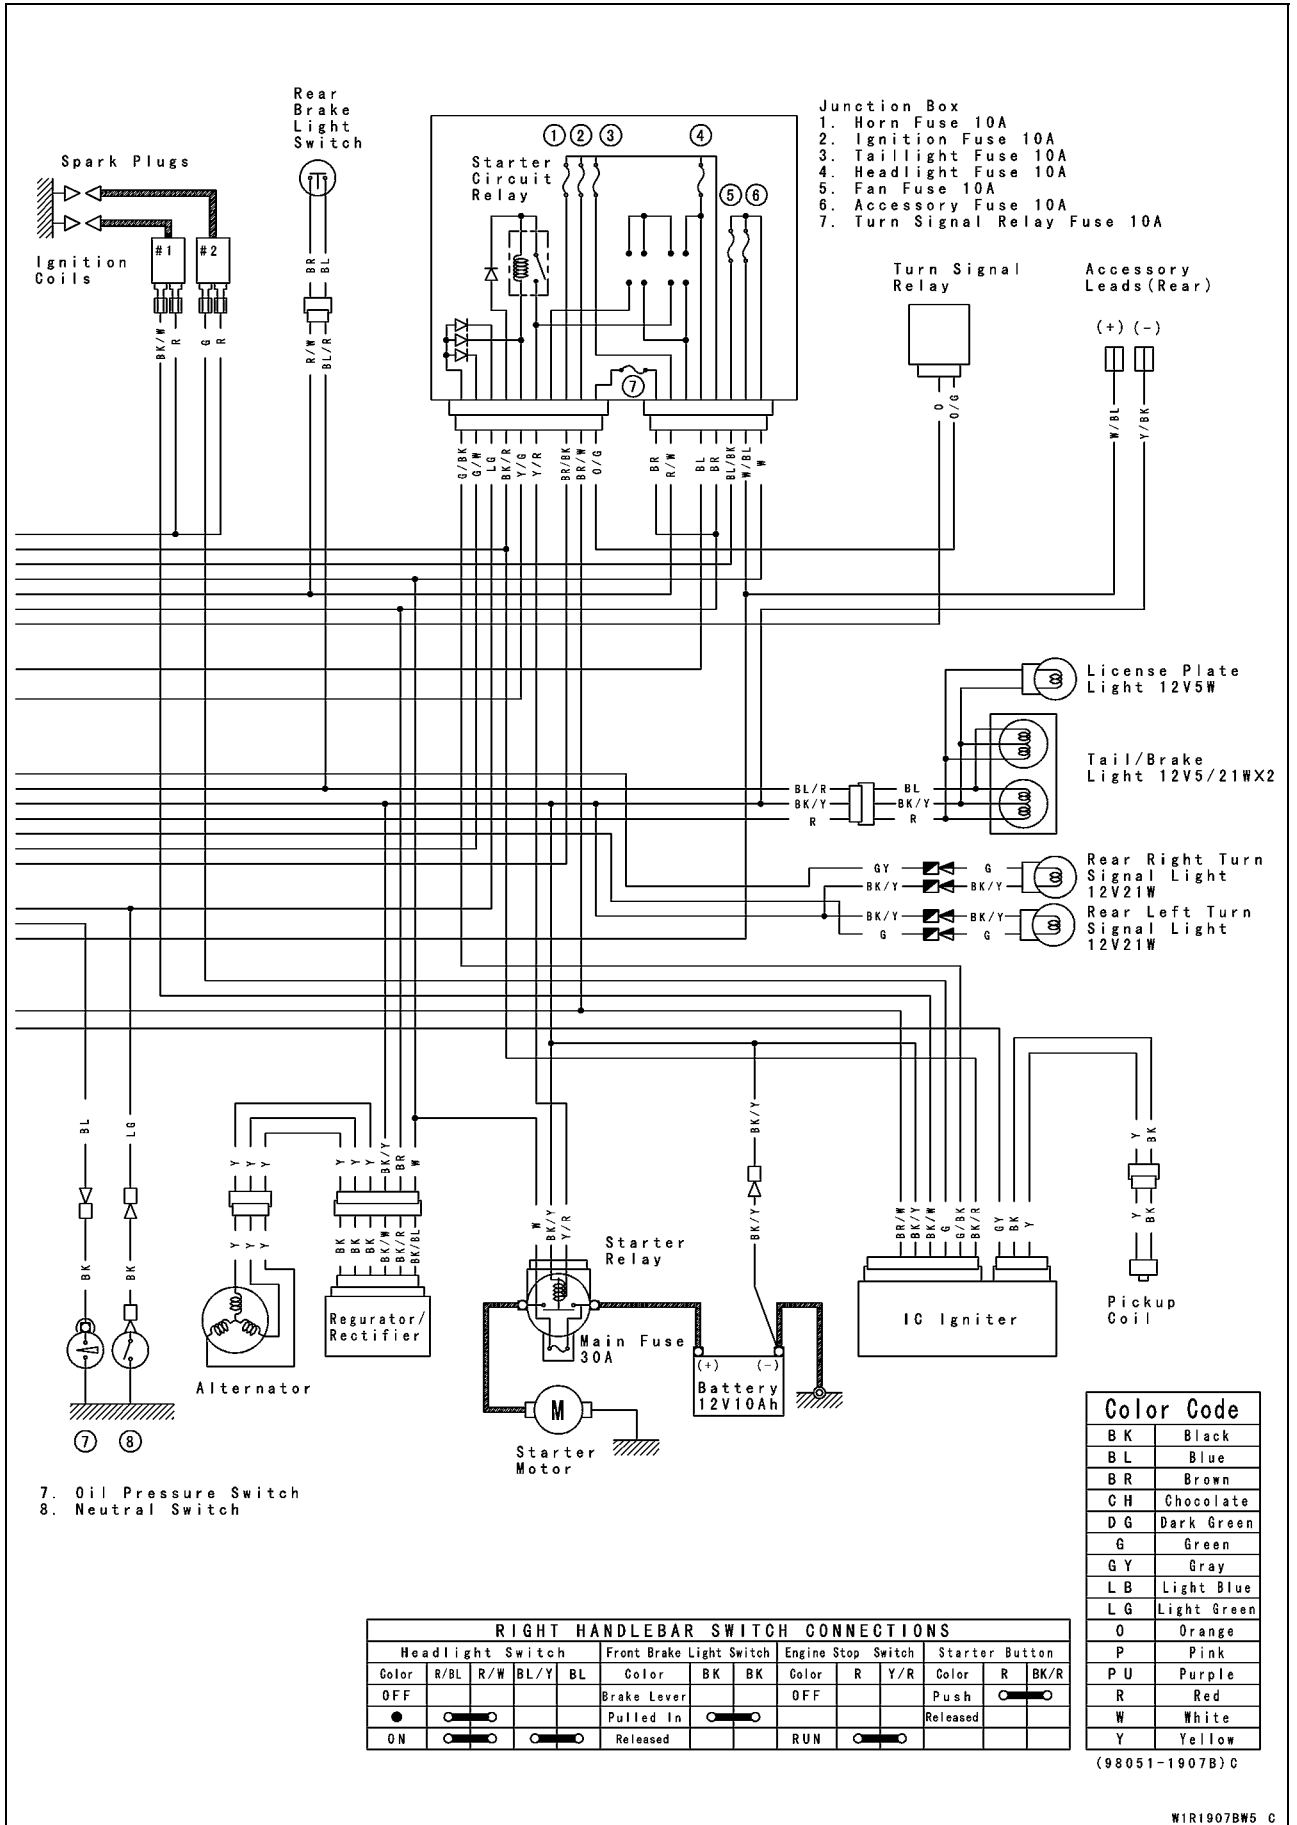 Rear
Brake
Light
Switch
Spark Plugs
#1
#2
Ignition
Coils
BR
BL
R/W
BL/R
BK/W
R
G
R
1
2
3
4
5
6
7
Starter
Circuit
Relay
Junction Box
1. Horn Fuse 10A
2. Ignition Fuse 10A
3. Taillight Fuse 10A
4. Headlight Fuse 10A
5. Fan Fuse 10A
6. Accessory Fuse 10A
7. Turn Signal Relay Fuse 10A
Turn Signal
Relay
O
O/G
Accessory
Leads(Rear)
(+) (-)
W/BL
Y/BK
G/BK
G/W
LG
BK/R
Y/G
Y/R
BR/BK
BR/W
O/G
BR
R/W
BL
BR
BL/BK
W/BL
W
License Plate
Light 12V5W
Tail/Brake
Light 12V5/21WX2
BL/R
BK/Y
R
BL
BK/Y
R
Rear Right Turn
Signal Light
12V21W
GY
G
BK/Y
BK/Y
Rear Left Turn
Signal Light
12V21W
BK/Y
BK/Y
G
G
BL
LG
BK
BK
Y
Y
Y
Y
Y
Y
BK/Y
BR
W
Y
Y
Y
BK
BK
BK
BK/W
BK/R
BK/BL
Regurator/
Rectifier
Alternator
W
BK/Y
Y/R
Starter
Relay
Main Fuse
30A
M
Starter
Motor
BK/Y
BK/Y
(+) (-)
Battery
12V10Ah
BR/W
BK/Y
BK/W
G
G/BK
BK/R
GY
BK
Y
IC Igniter
Y
BK
Y
BK
Pickup
Coil
7
8
7. Oil Pressure Switch
8. Neutral Switch
Color Code
BK Black
BL Blue
BR Brown
CH Chocolate
DG Dark Green
G Green
GY Gray
LB Light Blue
LG Light Green
O Orange
P Pink
PU Purple
R Red
W White
Y Yellow
(98051-1907B)C
RIGHT HANDLEBAR SWITCH CONNECTIONS
Headlight Switch Front Brake Light Switch Engine Stop Switch Starter Button
Color R/BL R/W BL/Y BL Color BK BK Color R Y/R Color R BK/R
OFF Brake Lever OFF Push
Pulled In Released
ON Released RUN
W1R1907BW5 C